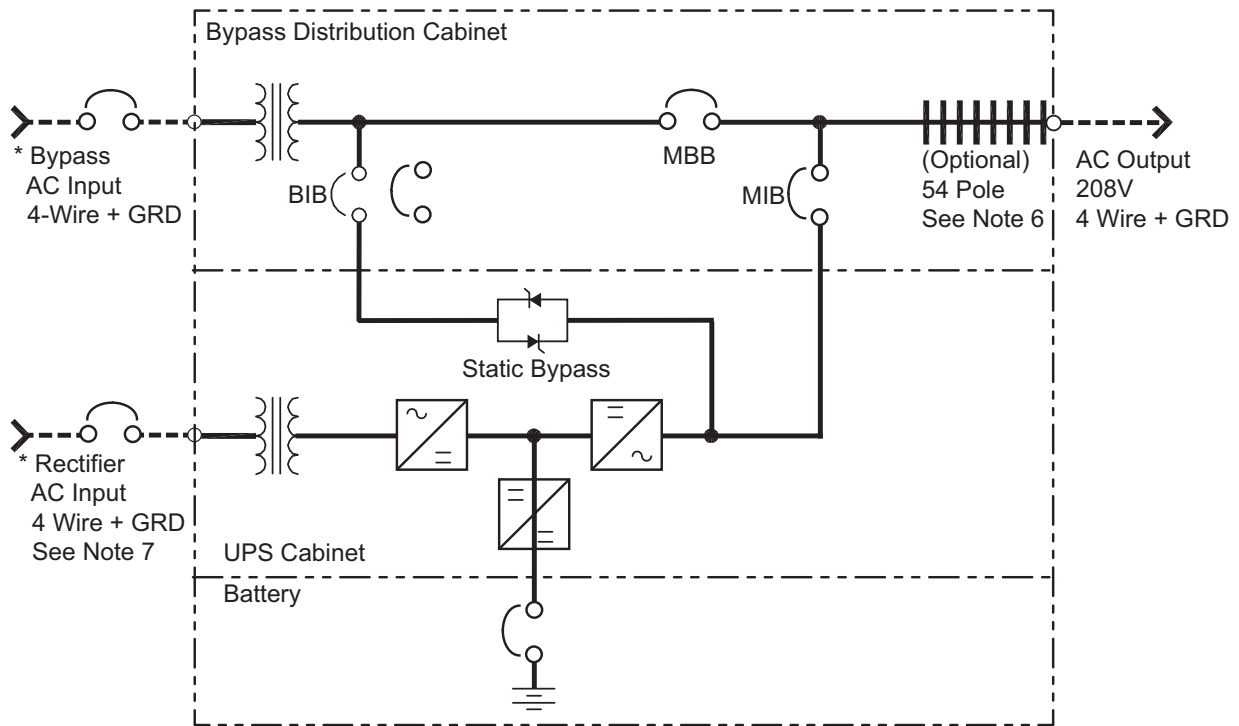 Bypass Distribution Cabinet
* Bypass
AC Input
4-Wire + GRD
BIB
MBB
MIB
(Optional)
54 Pole
See Note 6
AC Output
208V
4 Wire + GRD
Static Bypass
* Rectifier
AC Input
4 Wire + GRD
See Note 7
UPS Cabinet
Battery